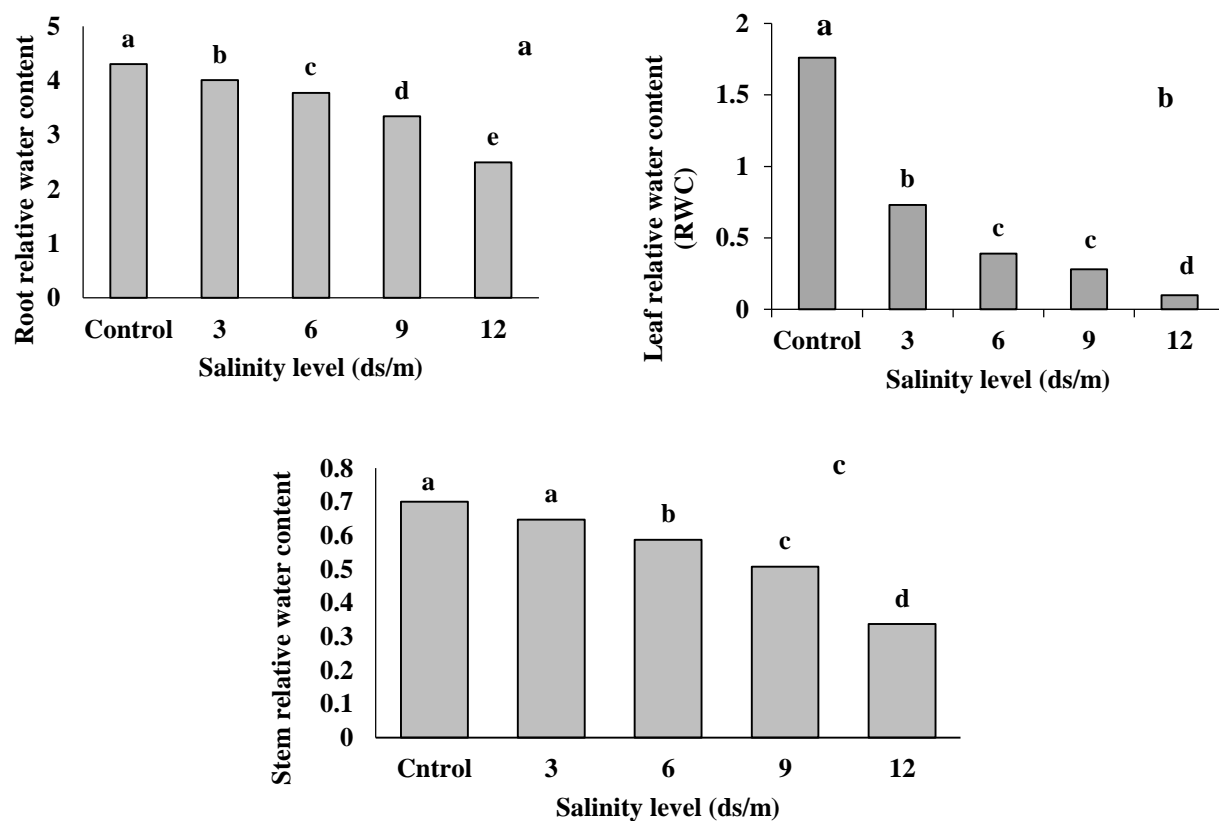 Root relative water content
5
4
3
2
1
0
a
b
c
d
e
a
Control 3 6 9 12
Salinity level (ds/m)
Leaf relative water content
(RWC)
2
1.5
1
0.5
0
a
b
c
c
d
b
Control 3 6 9 12
Salinity level (ds/m)
Stem relative water content
0.8
0.7
0.6
0.5
0.4
0.3
0.2
0.1
0
a
a
b
c
d
c
Cntrol 3 6 9 12
Salinity level (ds/m)